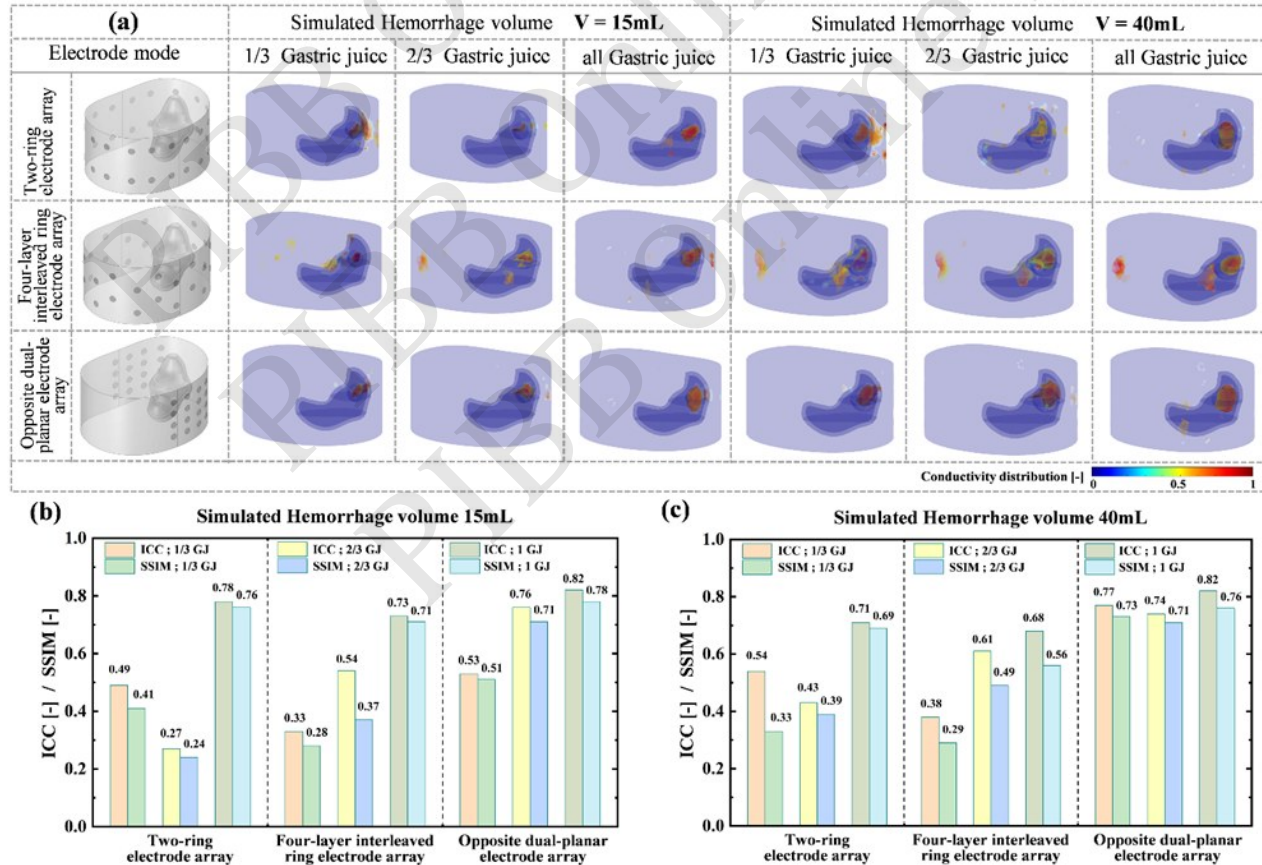 (a)
Simulated Hemorrhage volume V = 15mL
Simulated Hemorrhage volume V = 40mL
Electrode mode
1/3 Gastric juice
2/3 Gastric juice
all Gastric juice
1/3 Gastric juice
2/3 Gastric juice
all Gastric juice
Two-ring
electrode array
Four-layer
interleaved ring
electrode array
Opposite dual-
planar electrode
array
Conductivity distribution [-]
0
0.5
1
PIBB Online
PIBB Online
(b)
Simulated Hemorrhage volume 15mL
ICC [-] / SSIM [-]
1.0
0.8
0.6
0.4
0.2
0.0
ICC ; 1/3 GJ
SSIM ; 1/3 GJ
ICC ; 2/3 GJ
SSIM ; 2/3 GJ
ICC ; 1 GJ
SSIM ; 1 GJ
0.49
0.41
0.27
0.24
0.78
0.76
0.33
0.28
0.54
0.37
0.73
0.71
0.53
0.51
0.76
0.71
0.82
0.78
Two-ring
electrode array
Four-layer interleaved
ring electrode array
Opposite dual-planar
electrode array
(c)
Simulated Hemorrhage volume 40mL
ICC [-] / SSIM [-]
1.0
0.8
0.6
0.4
0.2
0.0
ICC ; 1/3 GJ
SSIM ; 1/3 GJ
ICC ; 2/3 GJ
SSIM ; 2/3 GJ
ICC ; 1 GJ
SSIM ; 1 GJ
0.54
0.33
0.43
0.39
0.71
0.69
0.38
0.29
0.61
0.49
0.68
0.56
0.77
0.73
0.74
0.71
0.82
0.76
Two-ring
electrode array
Four-layer interleaved
ring electrode array
Opposite dual-planar
electrode array